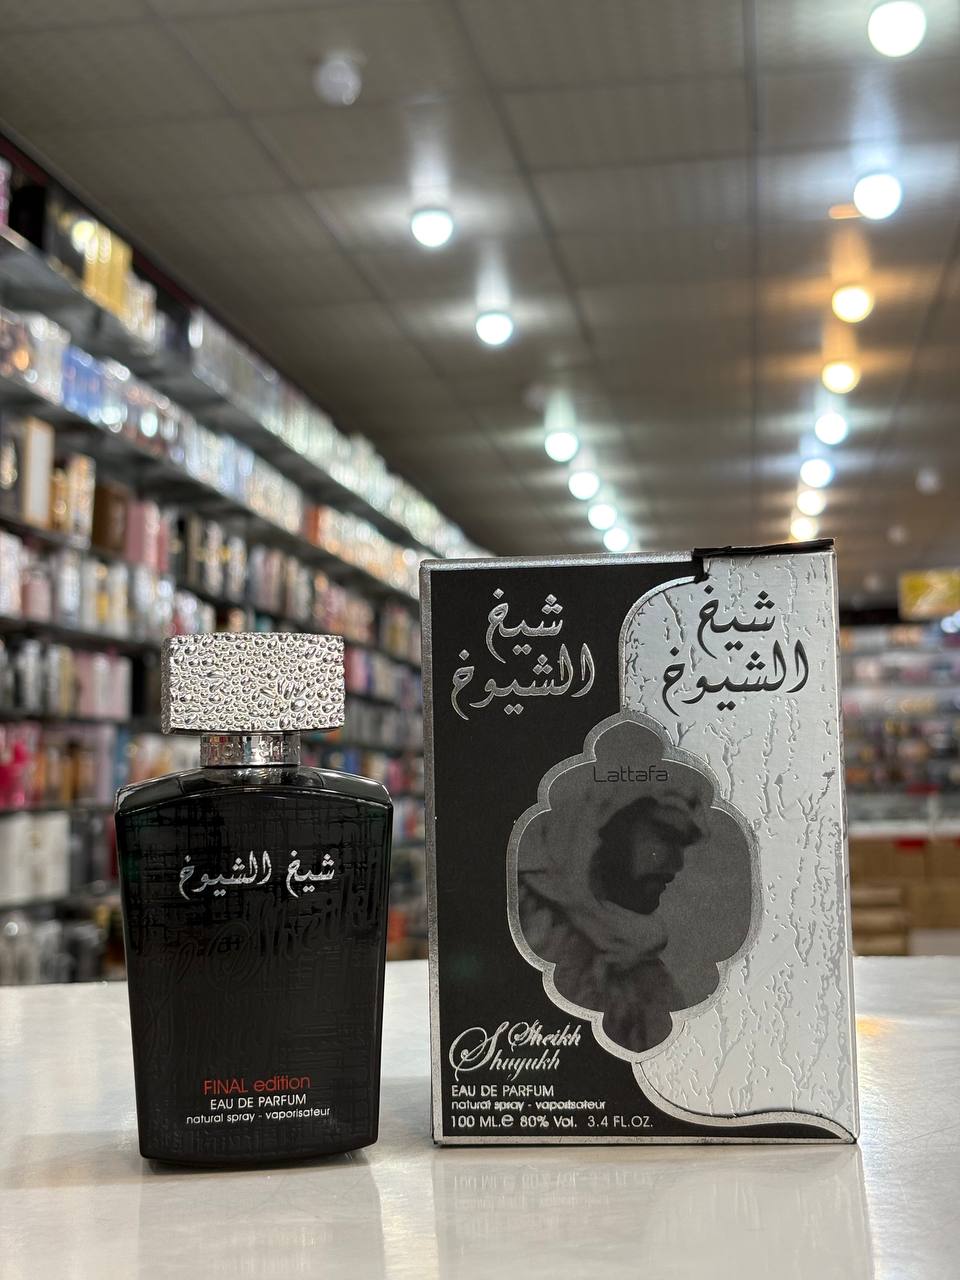 شيخ الشيوخ
Sheikh
FINAL edition
EAU DE PARFUM
natural spray - vaporisateur
شيخ
الشيوخ
شيخ
الشيوخ
Lattafa
Sheikh
Shuyukh
EAU DE PARFUM
natural spray - vaporisateur
100 ML.e 80% Vol. 3.4 FL.OZ.